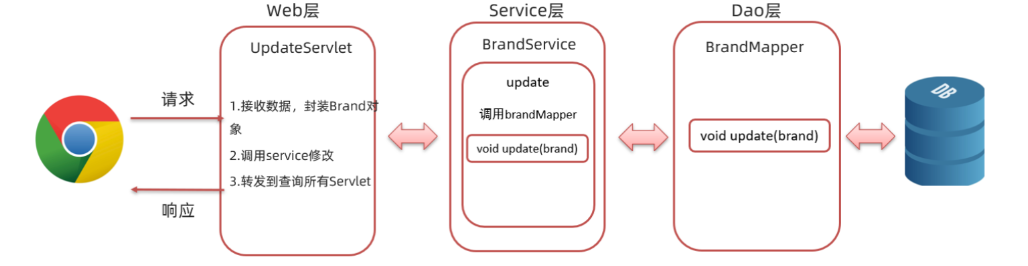 Web层
Service层
Dao层
UpdateServlet
BrandService
BrandMapper
update
请求
1.接收数据，封装Brand对
象
2.调用service修改
3.转发到查询所有Servlet
响应
调用brandMapper
void update(brand)
void update(brand)
DB